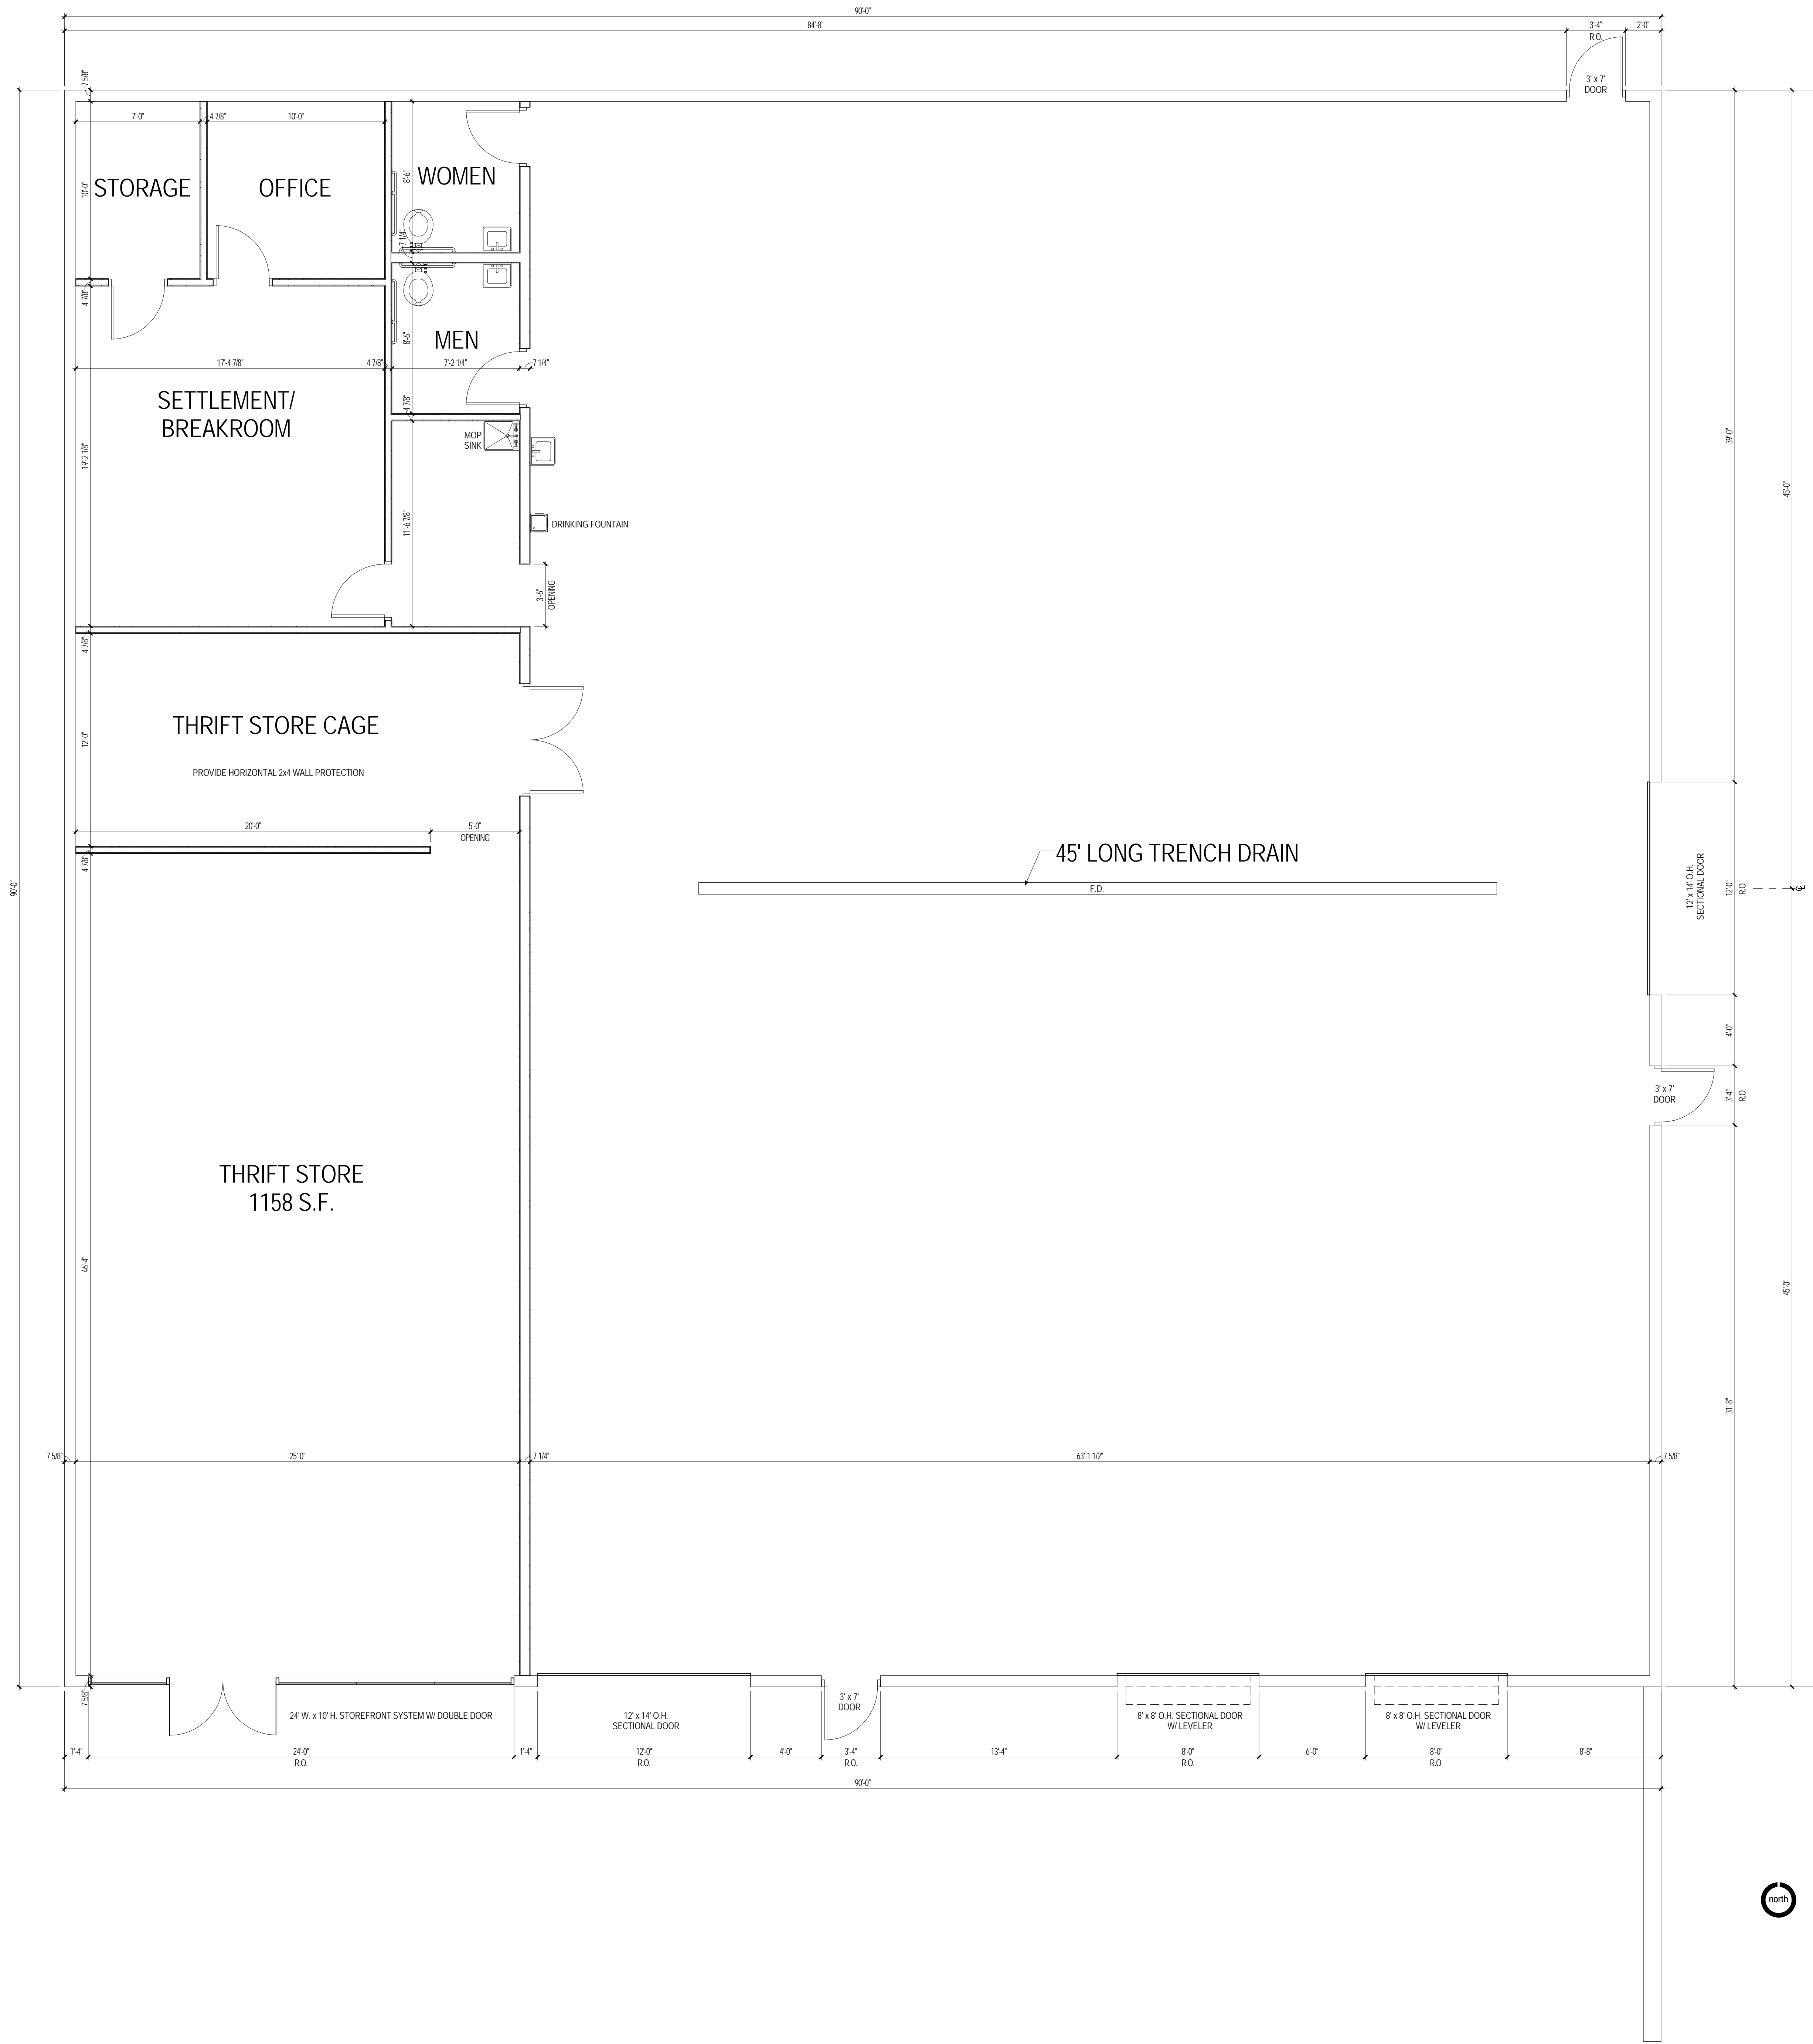 90'-0"
84'-8"
3'-4"
R.O.
2'-0"
3' x 7'
DOOR
7 5/8"
7'-0"
4 7/8"
10'-0"
10'-0"
STORAGE
OFFICE
8'-6"
WOMEN
7 1/4"
4 7/8"
8'-6"
MEN
17'-4 7/8"
4 7/8"
7'-2 1/4"
7 1/4"
SETTLEMENT/
BREAKROOM
4 7/8"
MOP
SINK
19'-2 1/8"
11'-6 7/8"
DRINKING FOUNTAIN
3'-6"
OPENING
39'-0"
45'-0"
4 7/8"
THRIFT STORE CAGE
12'-0"
PROVIDE HORIZONTAL 2x4 WALL PROTECTION
20'-0"
5'-0"
OPENING
4 7/8"
90'-0"
45' LONG TRENCH DRAIN
F.D.
12' x 14' O.H.
SECTIONAL DOOR
12'-0"
R.O.
CL
4'-0"
3' x 7'
DOOR
3'-4"
R.O.
THRIFT STORE
1158 S.F.
46'-4"
45'-0"
31'-8"
7 5/8"
25'-0"
7 1/4"
63'-1 1/2"
7 5/8"
7 5/8"
24' W. x 10' H. STOREFRONT SYSTEM W/ DOUBLE DOOR
12' x 14' O.H.
SECTIONAL DOOR
3' x 7'
DOOR
8' x 8' O.H. SECTIONAL DOOR
W/ LEVELER
8' x 8' O.H. SECTIONAL DOOR
W/ LEVELER
1'-4"
24'-0"
R.O.
1'-4"
12'-0"
R.O.
4'-0"
3'-4"
R.O.
13'-4"
8'-0"
R.O.
6'-0"
8'-0"
R.O.
8'-8"
90'-0"
north